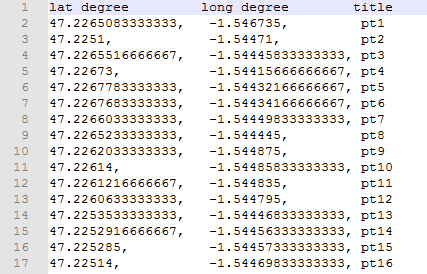 1 lat degree long degree title
2 47.2265083333333, -1.546735, pt1
3 47.2251, -1.54471, pt2
4 47.2265516666667, -1.54445833333333, pt3
5 47.22673, -1.54415666666667, pt4
6 47.2267783333333, -1.54432166666667, pt5
7 47.2267683333333, -1.54434166666667, pt6
8 47.2266033333333, -1.54449833333333, pt7
9 47.2265233333333, -1.544445, pt8
10 47.2262033333333, -1.544875, pt9
11 47.22614, -1.54485833333333, pt10
12 47.2261216666667, -1.544835, pt11
13 47.22606333333333, -1.544795, pt12
14 47.2253533333333, -1.54446833333333, pt13
15 47.2252916666667, -1.54456333333333, pt14
16 47.225285, -1.54457333333333, pt15
17 47.22514, -1.54469833333333, pt16